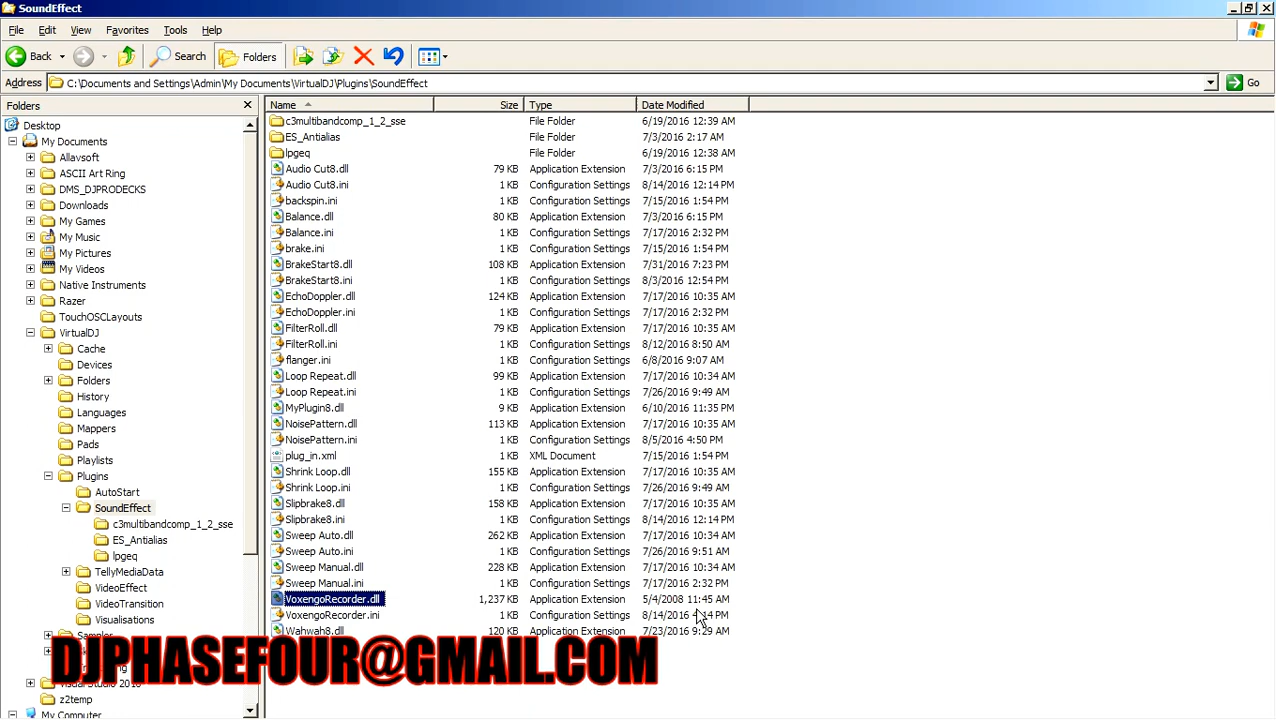 SoundEffect
File Edit View Favorites Tools Help
Back Search Folders
Address C:\Documents and Settings\Admin\My Documents\VirtualDJ\Plugins\SoundEffect Go
Folders
Desktop
My Documents
Allavsoft
ASCII Art Ring
DMS_DJPRODECKS
Downloads
My Games
My Music
My Pictures
My Videos
Native Instruments
Razer
TouchOSCLayouts
VirtualDJ
Cache
Devices
Folders
History
Languages
Mappers
Pads
Playlists
Plugins
AutoStart
SoundEffect
c3multibandcomp_1_2_sse
ES_Antialias
lpgeq
TellyMediaData
VideoEffect
VideoTransition
Visualisations
Sampler
z2temp
My Computer
Name Size Type Date Modified
c3multibandcomp_1_2_sse File Folder 6/19/2016 12:39 AM
ES_Antialias File Folder 7/3/2016 2:17 AM
lpgeq File Folder 6/19/2016 12:38 AM
Audio Cut8.dll 79 KB Application Extension 7/3/2016 6:15 PM
Audio Cut8.ini 1 KB Configuration Settings 8/14/2016 12:14 PM
backspin.ini 1 KB Configuration Settings 7/15/2016 1:54 PM
Balance.dll 80 KB Application Extension 7/3/2016 6:15 PM
Balance.ini 1 KB Configuration Settings 7/17/2016 2:32 PM
brake.ini 1 KB Configuration Settings 7/15/2016 1:54 PM
BrakeStart8.dll 108 KB Application Extension 7/31/2016 7:23 PM
BrakeStart8.ini 1 KB Configuration Settings 8/3/2016 12:54 PM
EchoDoppler.dll 124 KB Application Extension 7/17/2016 10:35 AM
EchoDoppler.ini 1 KB Configuration Settings 7/17/2016 2:32 PM
FilterRoll.dll 79 KB Application Extension 7/17/2016 10:35 AM
FilterRoll.ini 1 KB Configuration Settings 8/12/2016 8:50 AM
flanger.ini 1 KB Configuration Settings 6/8/2016 9:07 AM
Loop Repeat.dll 99 KB Application Extension 7/17/2016 10:34 AM
Loop Repeat.ini 1 KB Configuration Settings 7/26/2016 9:49 AM
MyPlugin8.dll 9 KB Application Extension 6/10/2016 11:35 PM
NoisePattern.dll 113 KB Application Extension 7/17/2016 10:35 AM
NoisePattern.ini 1 KB Configuration Settings 8/5/2016 4:50 PM
plug_in.xml 1 KB XML Document 7/15/2016 1:54 PM
Shrink Loop.dll 155 KB Application Extension 7/17/2016 10:35 AM
Shrink Loop.ini 1 KB Configuration Settings 7/26/2016 9:49 AM
Slipbrake8.dll 158 KB Application Extension 7/17/2016 10:35 AM
Slipbrake8.ini 1 KB Configuration Settings 8/14/2016 12:14 PM
Sweep Auto.dll 262 KB Application Extension 7/17/2016 10:34 AM
Sweep Auto.ini 1 KB Configuration Settings 7/26/2016 9:51 AM
Sweep Manual.dll 228 KB Application Extension 7/17/2016 10:34 AM
Sweep Manual.ini 1 KB Configuration Settings 7/17/2016 2:32 PM
VoxengoRecorder.dll 1,237 KB Application Extension 5/4/2008 11:45 AM
VoxengoRecorder.ini 1 KB Configuration Settings 8/14/2016 PM
Wahwah8.dll 120 KB Application Extension 7/23/2016 9:29 AM
DJPHASEFOUR@GMAIL.COM